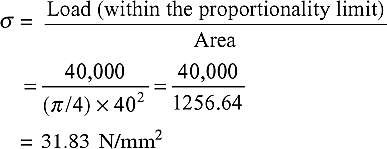 σ = Load (within the proportionality limit) / Area
= 40,000 / (π/4) × 40² = 40,000 / 1256.64
= 31.83 N/mm²